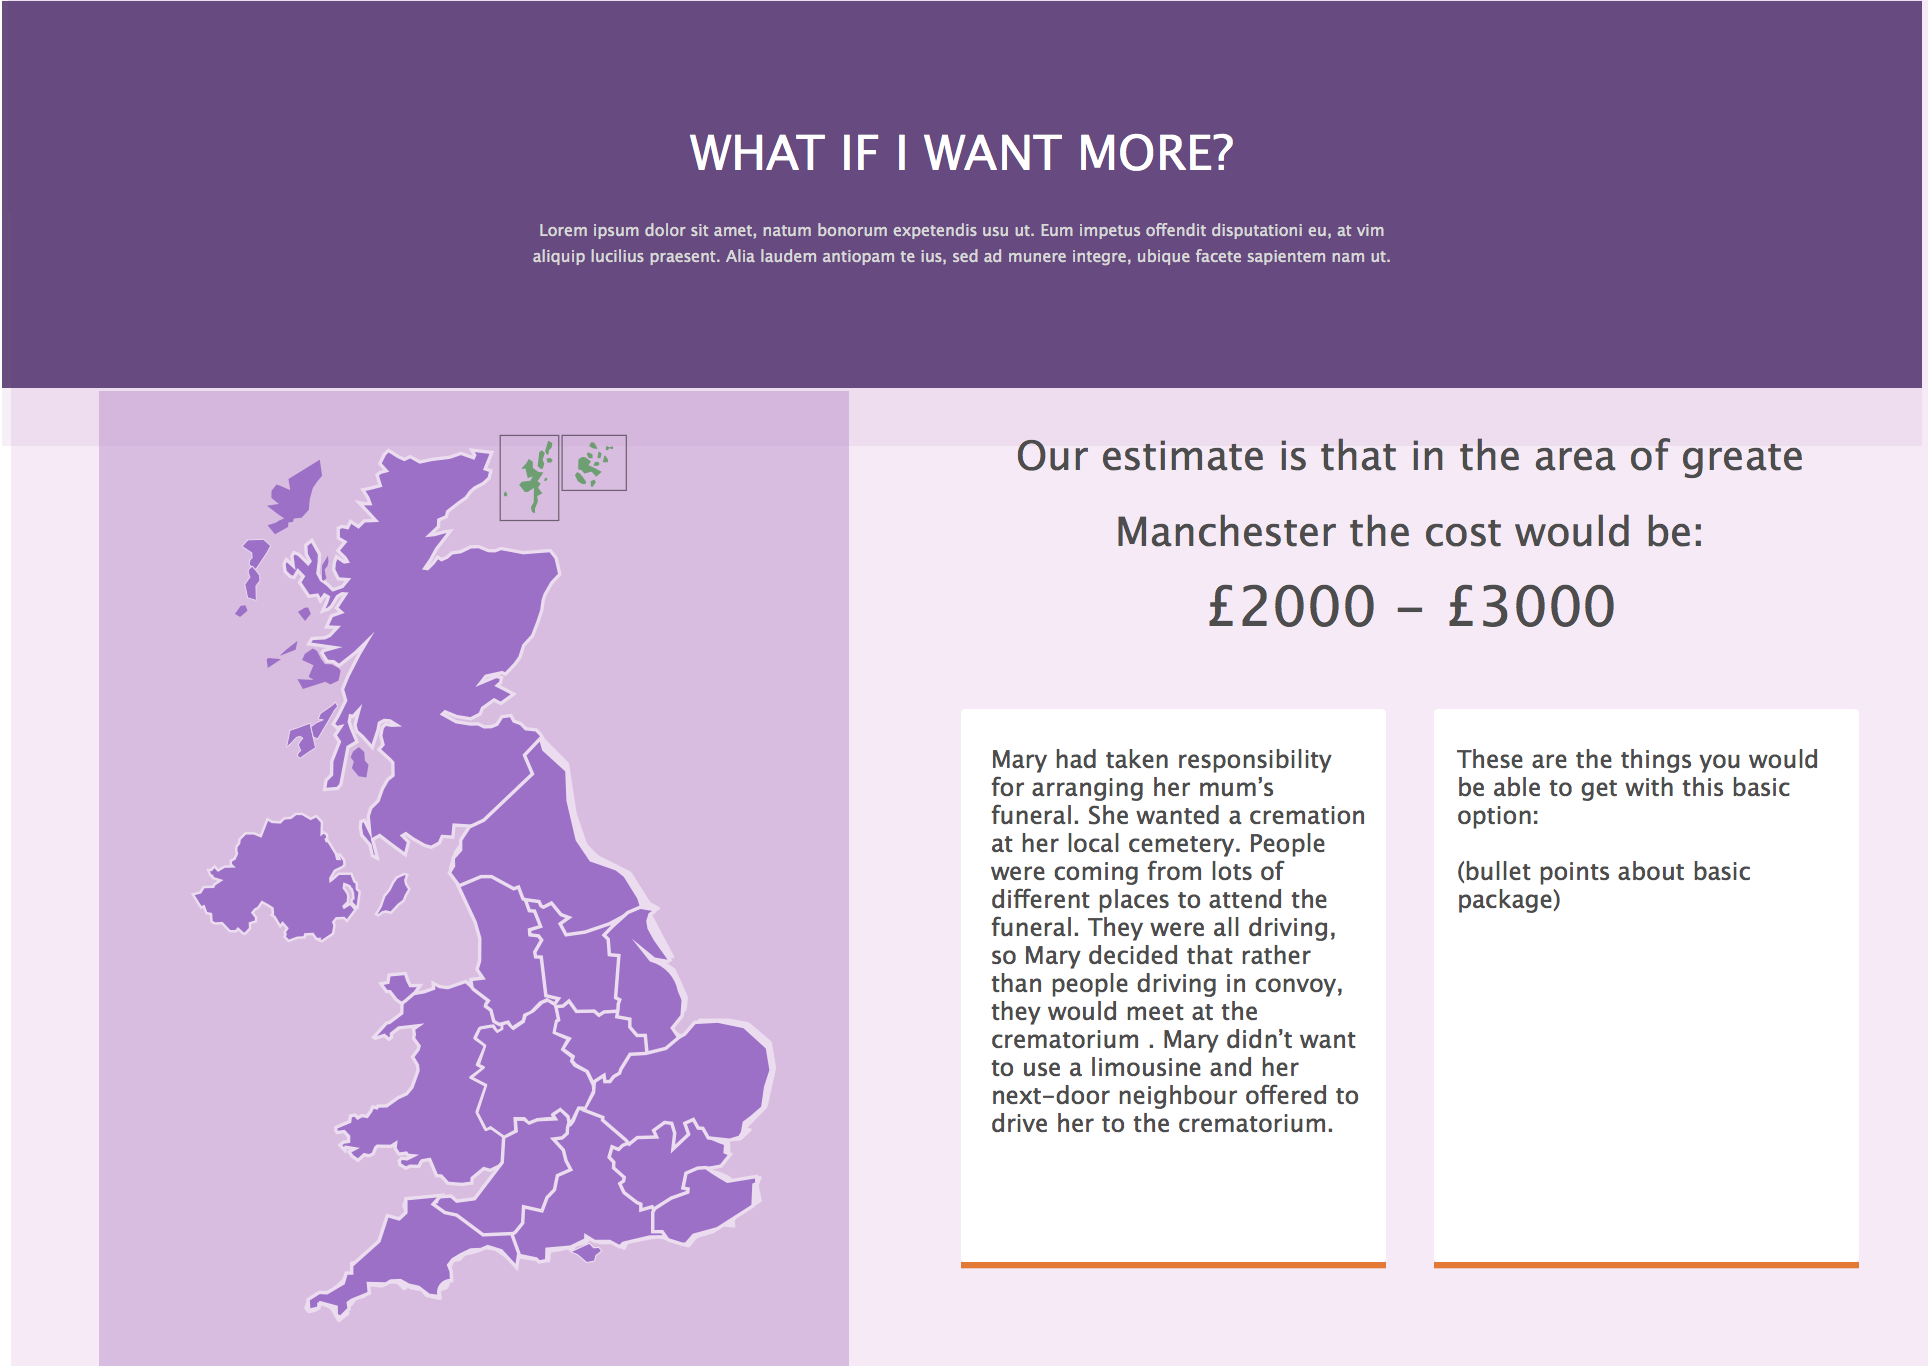 WHAT IF I WANT MORE?
Lorem ipsum dolor sit amet, natum bonorum expetendis usu ut. Eum impetus offendit disputationi eu, at vim
aliquip lucilius praesent. Alia laudem antiopam te ius, sed ad munere integre, ubique facete sapientem nam ut.
Our estimate is that in the area of greate
Manchester the cost would be:
£2000 – £3000
Mary had taken responsibility
for arranging her mum’s
funeral. She wanted a cremation
at her local cemetery. People
were coming from lots of
different places to attend the
funeral. They were all driving,
so Mary decided that rather
than people driving in convoy,
they would meet at the
crematorium . Mary didn’t want
to use a limousine and her
next-door neighbour offered to
drive her to the crematorium.
These are the things you would
be able to get with this basic
option:
(bullet points about basic
package)